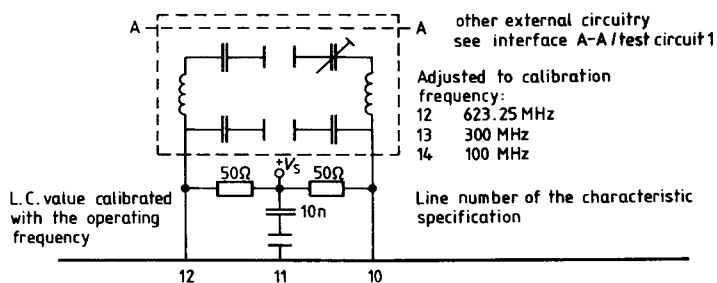 A
A
other external circuitry
see interface A-A/test circuit 1
Adjusted to calibration
frequency:
12 623.25 MHz
13 300 MHz
14 100 MHz
+Vs
50Ω
50Ω
10n
L.C. value calibrated
with the operating
frequency
Line number of the characteristic
specification
12
11
10